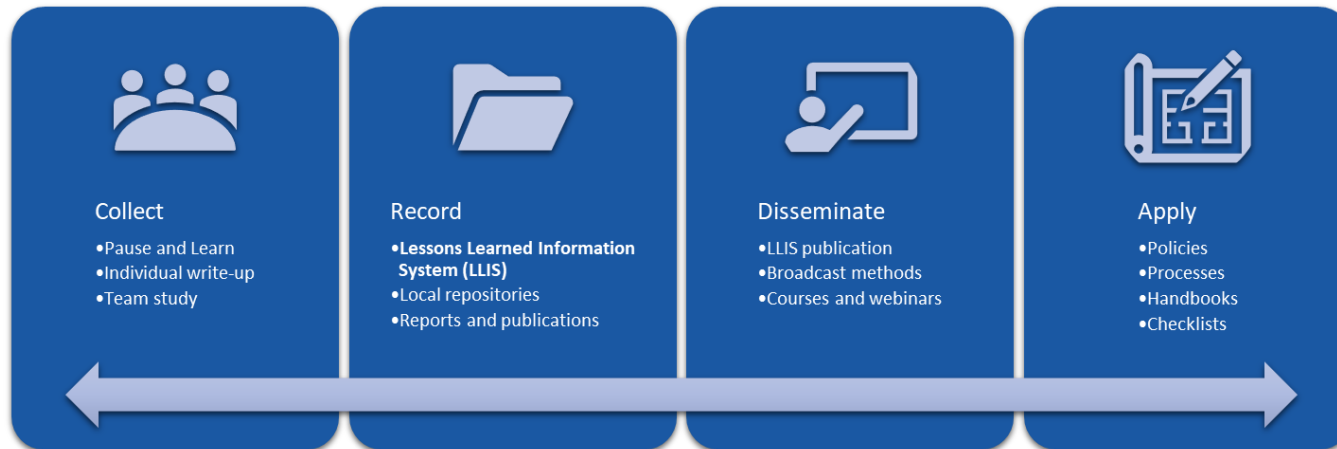 Collect
•Pause and Learn
•Individual write-up
•Team study
Record
•Lessons Learned Information
System (LLIS)
•Local repositories
•Reports and publications
Disseminate
•LLIS publication
•Broadcast methods
•Courses and webinars
Apply
•Policies
•Processes
•Handbooks
•Checklists